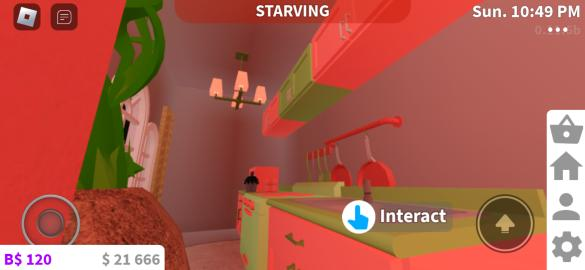 STARVING
Sun. 10:49 PM
Interact
B$ 120
$ 21 666